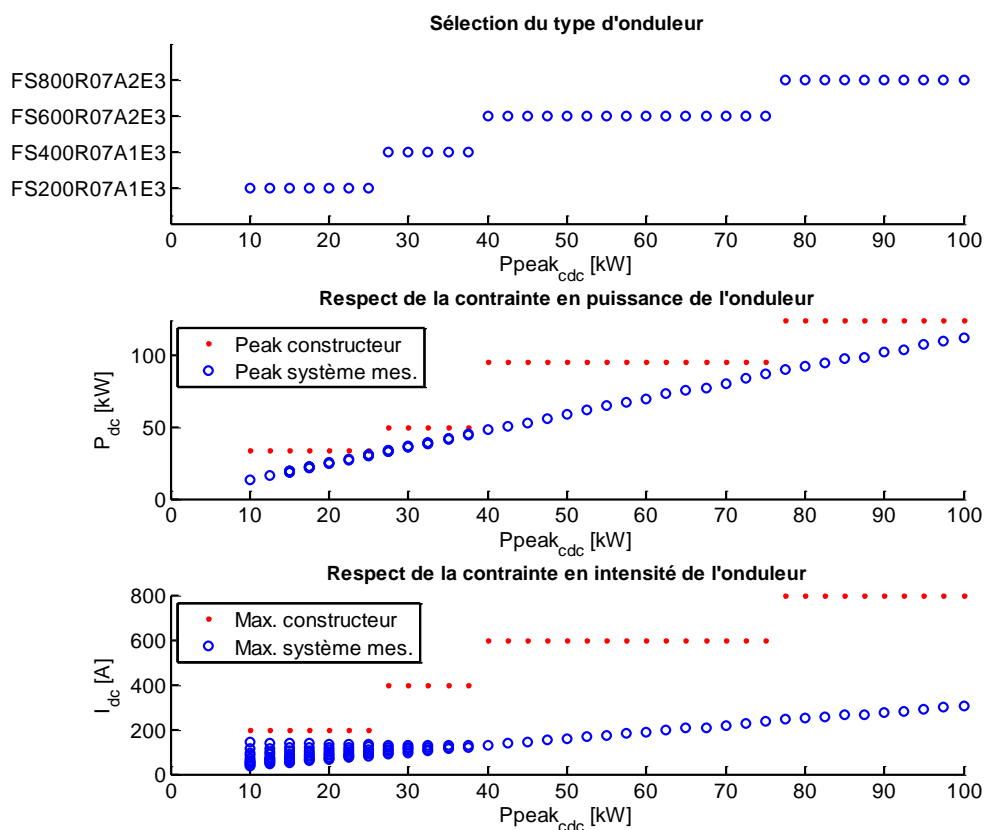 Sélection du type d'onduleur
FS800R07A2E3
FS600R07A2E3
FS400R07A1E3
FS200R07A1E3
0 10 20 30 40 50 60 70 80 90 100
Ppeak_cdc [kW]
Respect de la contrainte en puissance de l'onduleur
Peak constructeur
Peak système mes.
100
50
0
P_dc [kW]
0 10 20 30 40 50 60 70 80 90 100
Ppeak_cdc [kW]
Respect de la contrainte en intensité de l'onduleur
Max. constructeur
Max. système mes.
800
600
400
200
0
I_dc [A]
0 10 20 30 40 50 60 70 80 90 100
Ppeak_cdc [kW]